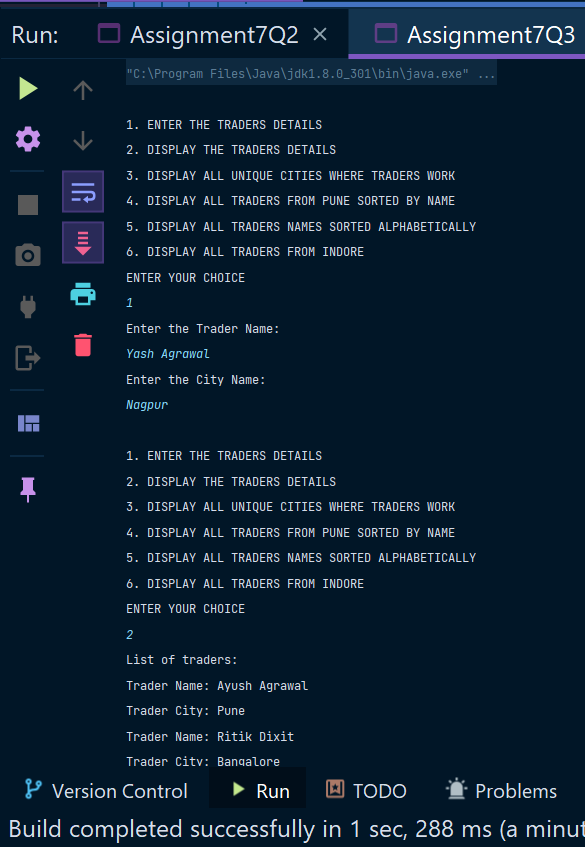 Run: Assignment7Q2 × Assignment7Q3
"C:\Program Files\Java\jdk1.8.0_301\bin\java.exe" ...
1. ENTER THE TRADERS DETAILS
2. DISPLAY THE TRADERS DETAILS
3. DISPLAY ALL UNIQUE CITIES WHERE TRADERS WORK
4. DISPLAY ALL TRADERS FROM PUNE SORTED BY NAME
5. DISPLAY ALL TRADERS NAMES SORTED ALPHABETICALLY
6. DISPLAY ALL TRADERS FROM INDORE
ENTER YOUR CHOICE
1
Enter the Trader Name:
Yash Agrawal
Enter the City Name:
Nagpur
1. ENTER THE TRADERS DETAILS
2. DISPLAY THE TRADERS DETAILS
3. DISPLAY ALL UNIQUE CITIES WHERE TRADERS WORK
4. DISPLAY ALL TRADERS FROM PUNE SORTED BY NAME
5. DISPLAY ALL TRADERS NAMES SORTED ALPHABETICALLY
6. DISPLAY ALL TRADERS FROM INDORE
ENTER YOUR CHOICE
2
List of traders:
Trader Name: Ayush Agrawal
Trader City: Pune
Trader Name: Ritik Dixit
Trader City: Bangalore
Version Control Run TODO Problems
Build completed successfully in 1 sec, 288 ms (a minut